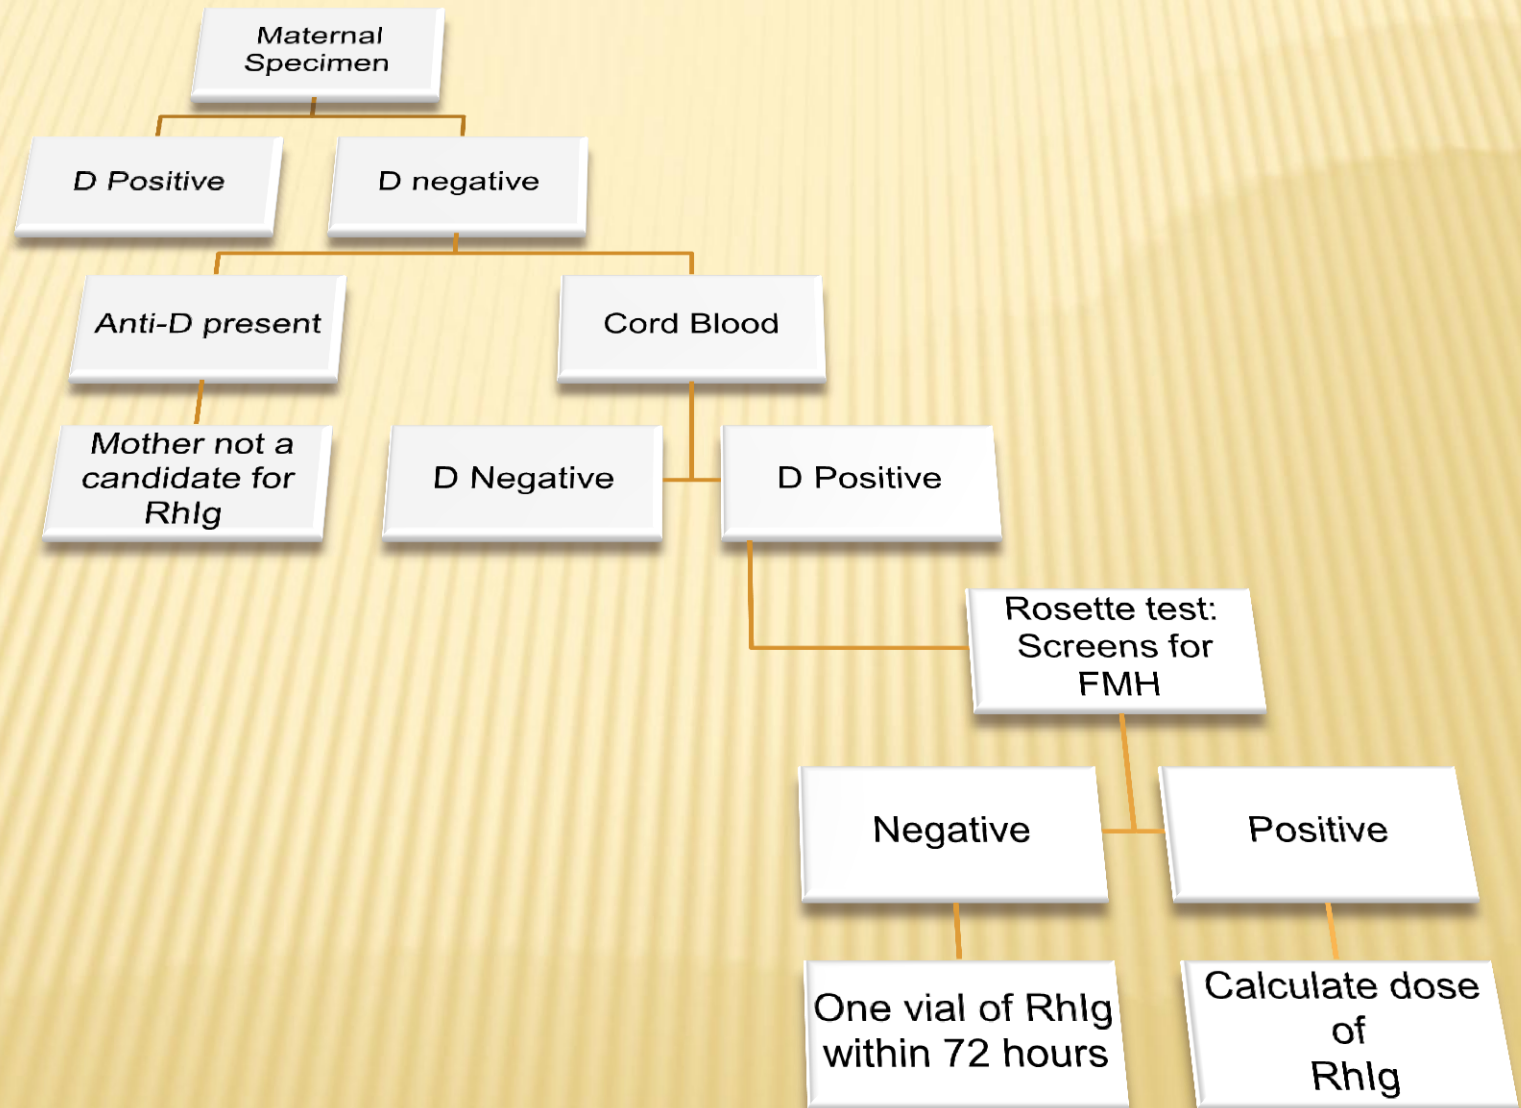 Maternal
Specimen
D Positive
D negative
Anti-D present
Cord Blood
Mother not a
candidate for
RhIg
D Negative
D Positive
Rosette test:
Screens for
FMH
Negative
Positive
One vial of RhIg
within 72 hours
Calculate dose
of
RhIg